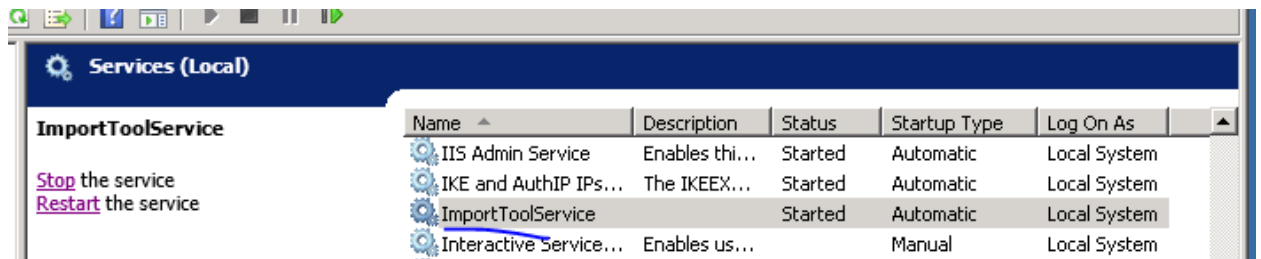 Services (Local)
ImportToolService
Stop the service
Restart the service
Name Description Status Startup Type Log On As
IIS Admin Service Enables thi... Started Automatic Local System
IKE and AuthIP IPs... The IKEEX... Started Automatic Local System
ImportToolService Started Automatic Local System
Interactive Service... Enables us... Manual Local System